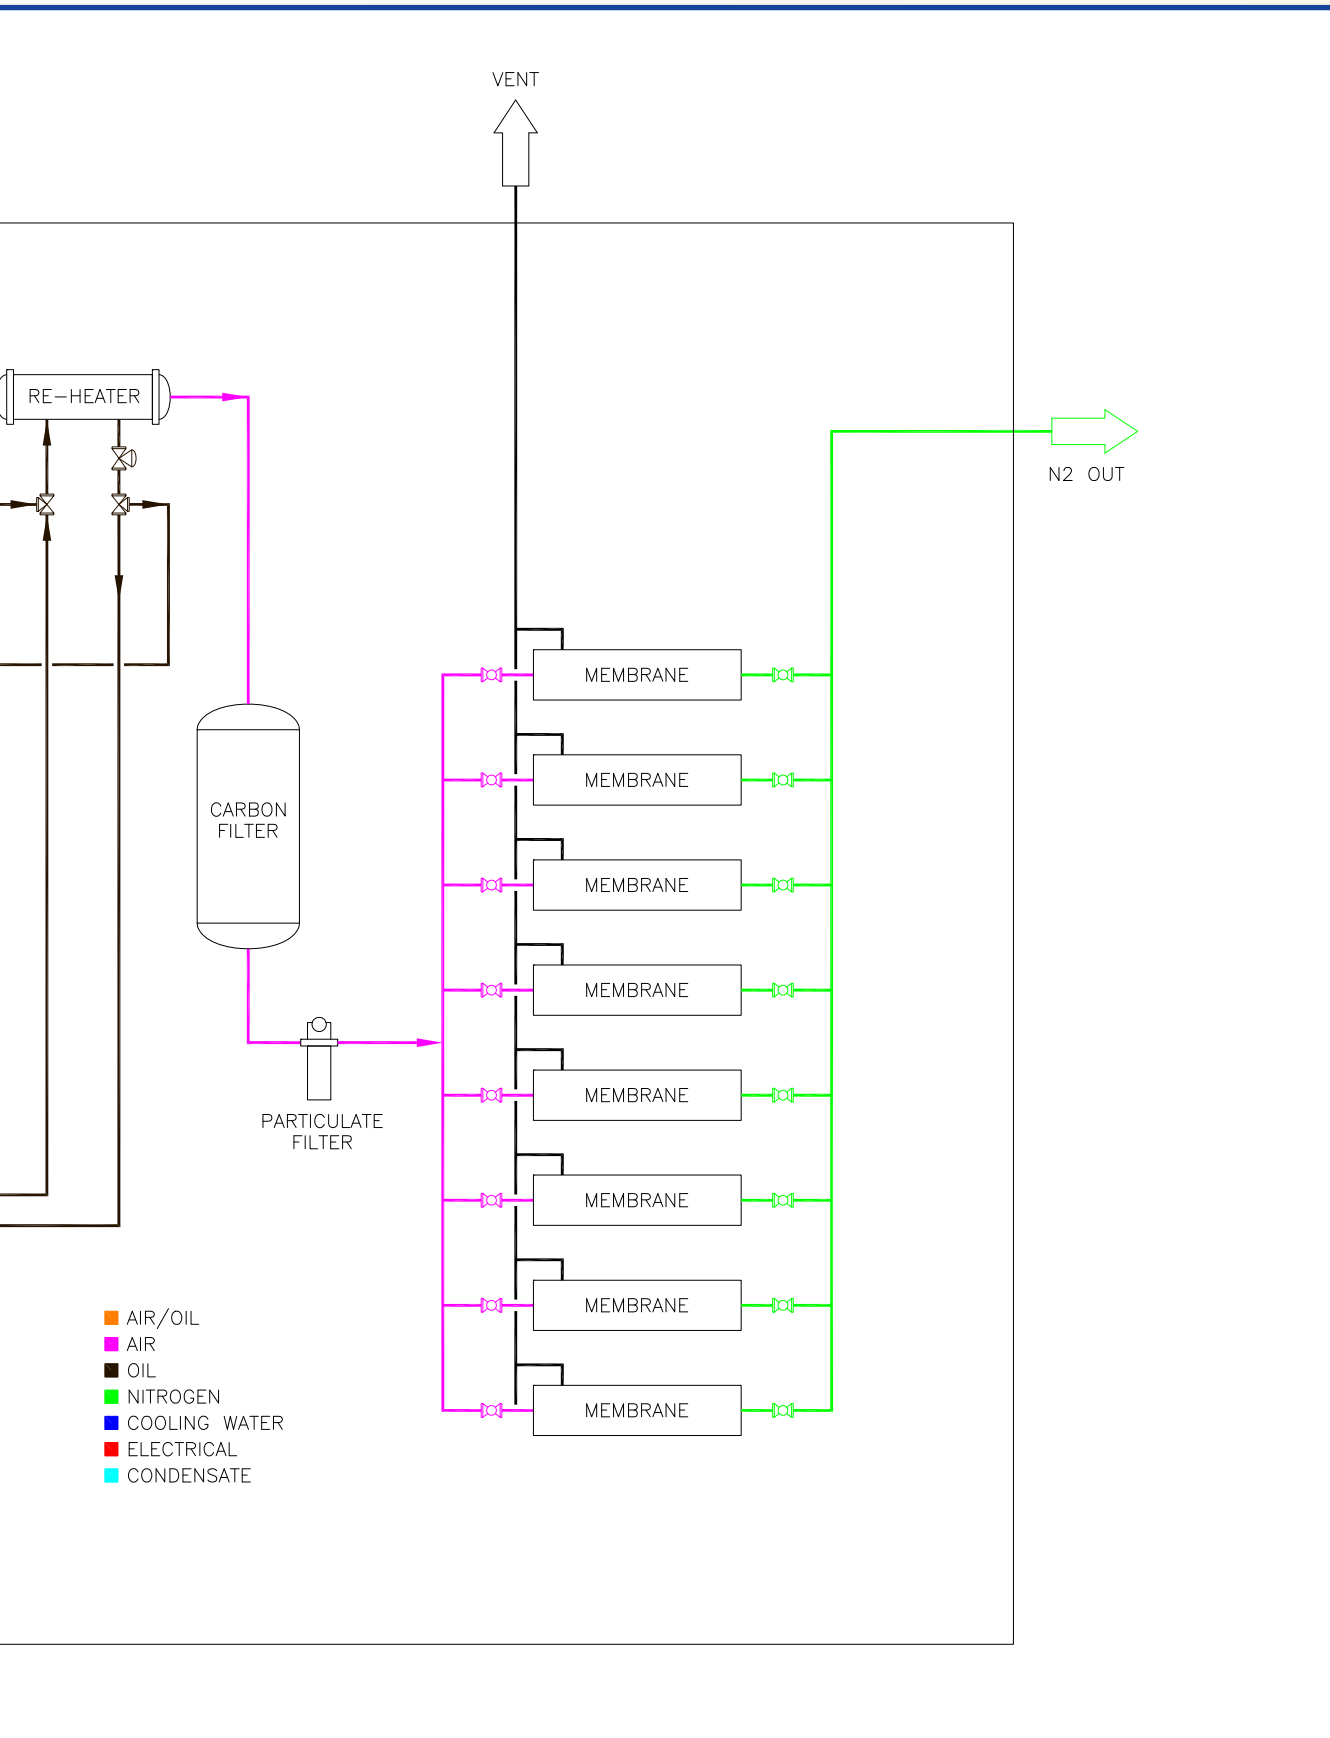 VENT
RE-HEATER
N2 OUT
MEMBRANE
MEMBRANE
CARBON
FILTER
MEMBRANE
MEMBRANE
MEMBRANE
PARTICULATE
FILTER
MEMBRANE
MEMBRANE
MEMBRANE
AIR/OIL
AIR
OIL
NITROGEN
COOLING WATER
ELECTRICAL
CONDENSATE